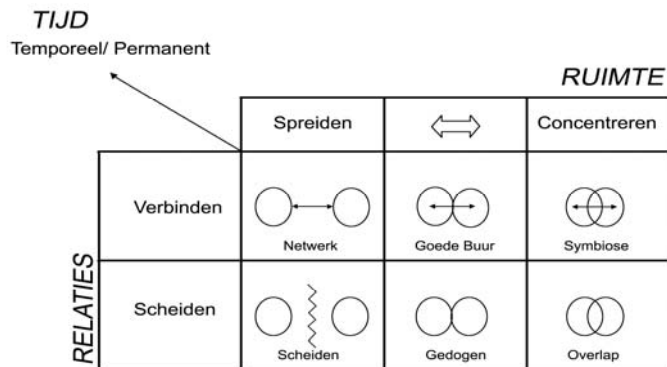 TIJD
Temporeel/ Permanent
RUIMTE
Spreiden
Concentreren
RELATIES
Verbinden
Netwerk
Goede Buur
Symbiose
Scheiden
Scheiden
Gedogen
Overlap